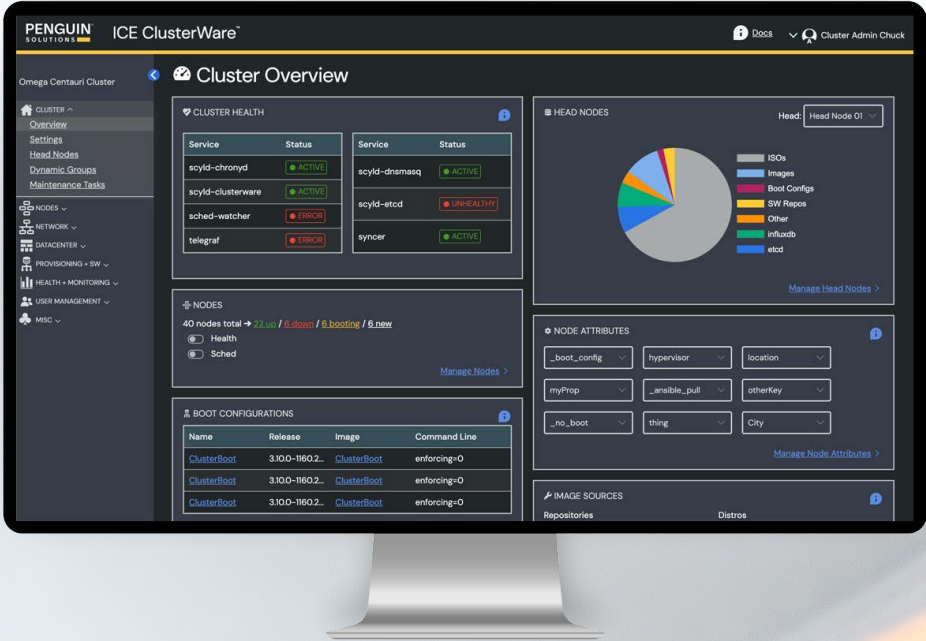 PENGUIN
SOLUTIONS
ICE ClusterWare™
Docs
Cluster Admin Chuck
Omega Centauri Cluster
CLUSTER
Overview
Settings
Head Nodes
Dynamic Groups
Maintenance Tasks
NODES
NETWORK
DATACENTER
PROVISIONING + SW
HEALTH + MONITORING
USER MANAGEMENT
MISC
Cluster Overview
CLUSTER HEALTH
Service Status
scyld-chronyd ACTIVE
scyld-clusterware ACTIVE
sched-watcher ERROR
telegraf ERROR
Service Status
scyld-dnsmasq ACTIVE
scyld-etcd UNHEALTHY
syncer ACTIVE
NODES
40 nodes total → 22 up / 6 down / 6 booting / 6 new
Health
Sched
Manage Nodes >
BOOT CONFIGURATIONS
Name Release Image Command Line
ClusterBoot 3.10.0-1160.2... ClusterBoot enforcing=0
ClusterBoot 3.10.0-1160.2... ClusterBoot enforcing=0
ClusterBoot 3.10.0-1160.2... ClusterBoot enforcing=0
HEAD NODES
Head: Head Node 01
ISOs
Images
Boot Configs
SW Repos
Other
influxdb
etcd
Manage Head Nodes >
NODE ATTRIBUTES
_boot_config hypervisor location
myProp _ansible_pull otherKey
_no_boot thing City
Manage Node Attributes >
IMAGE SOURCES
Repositories Distros